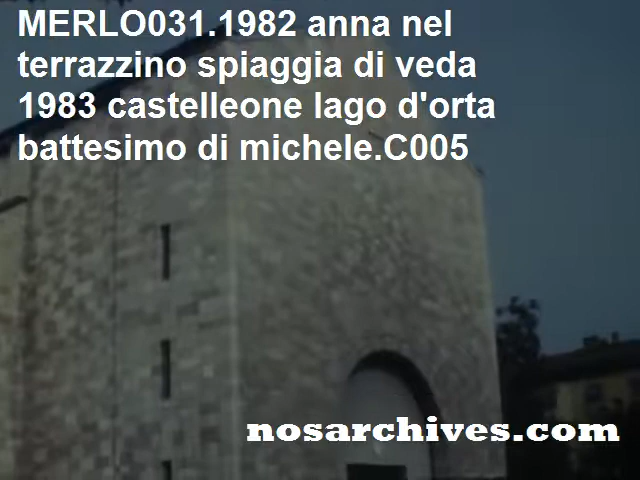 MERLO031.1982 anna nel
terrazzino spiaggia di veda
1983 castelleone lago d'orta
battesimo di michele.C005
nosarchives.com